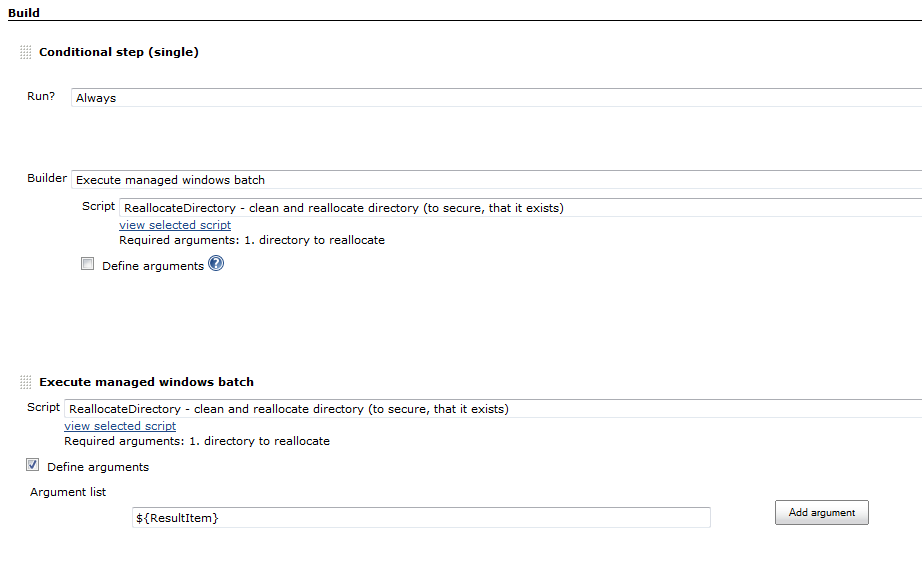 Build
Conditional step (single)
Run? Always
Builder Execute managed windows batch
Script ReallocateDirectory - clean and reallocate directory (to secure, that it exists)
view selected script
Required arguments: 1. directory to reallocate
Define arguments ?
Execute managed windows batch
Script ReallocateDirectory - clean and reallocate directory (to secure, that it exists)
view selected script
Required arguments: 1. directory to reallocate
Define arguments
Argument list
${ResultItem} Add argument